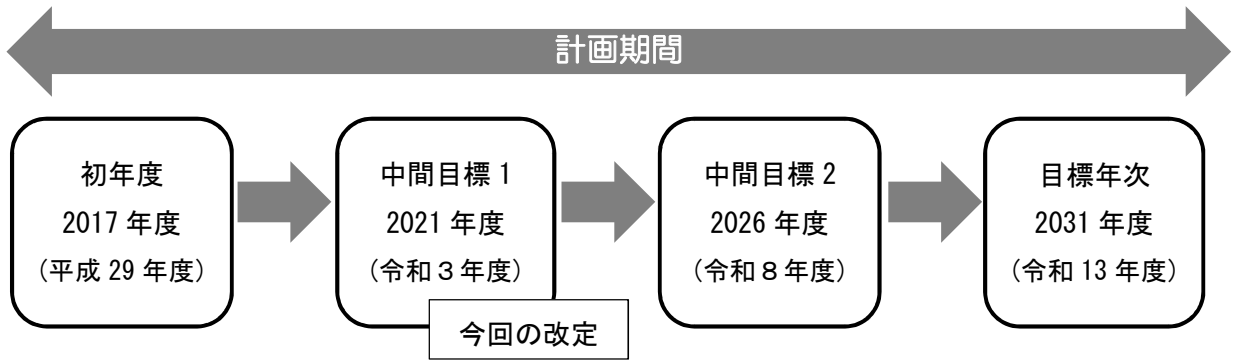 計画期間
初年度
2017 年度
(平成 29 年度)
中間目標 1
2021 年度
(令和３年度)
今回の改定
中間目標 2
2026 年度
(令和８年度)
目標年次
2031 年度
(令和 13 年度)